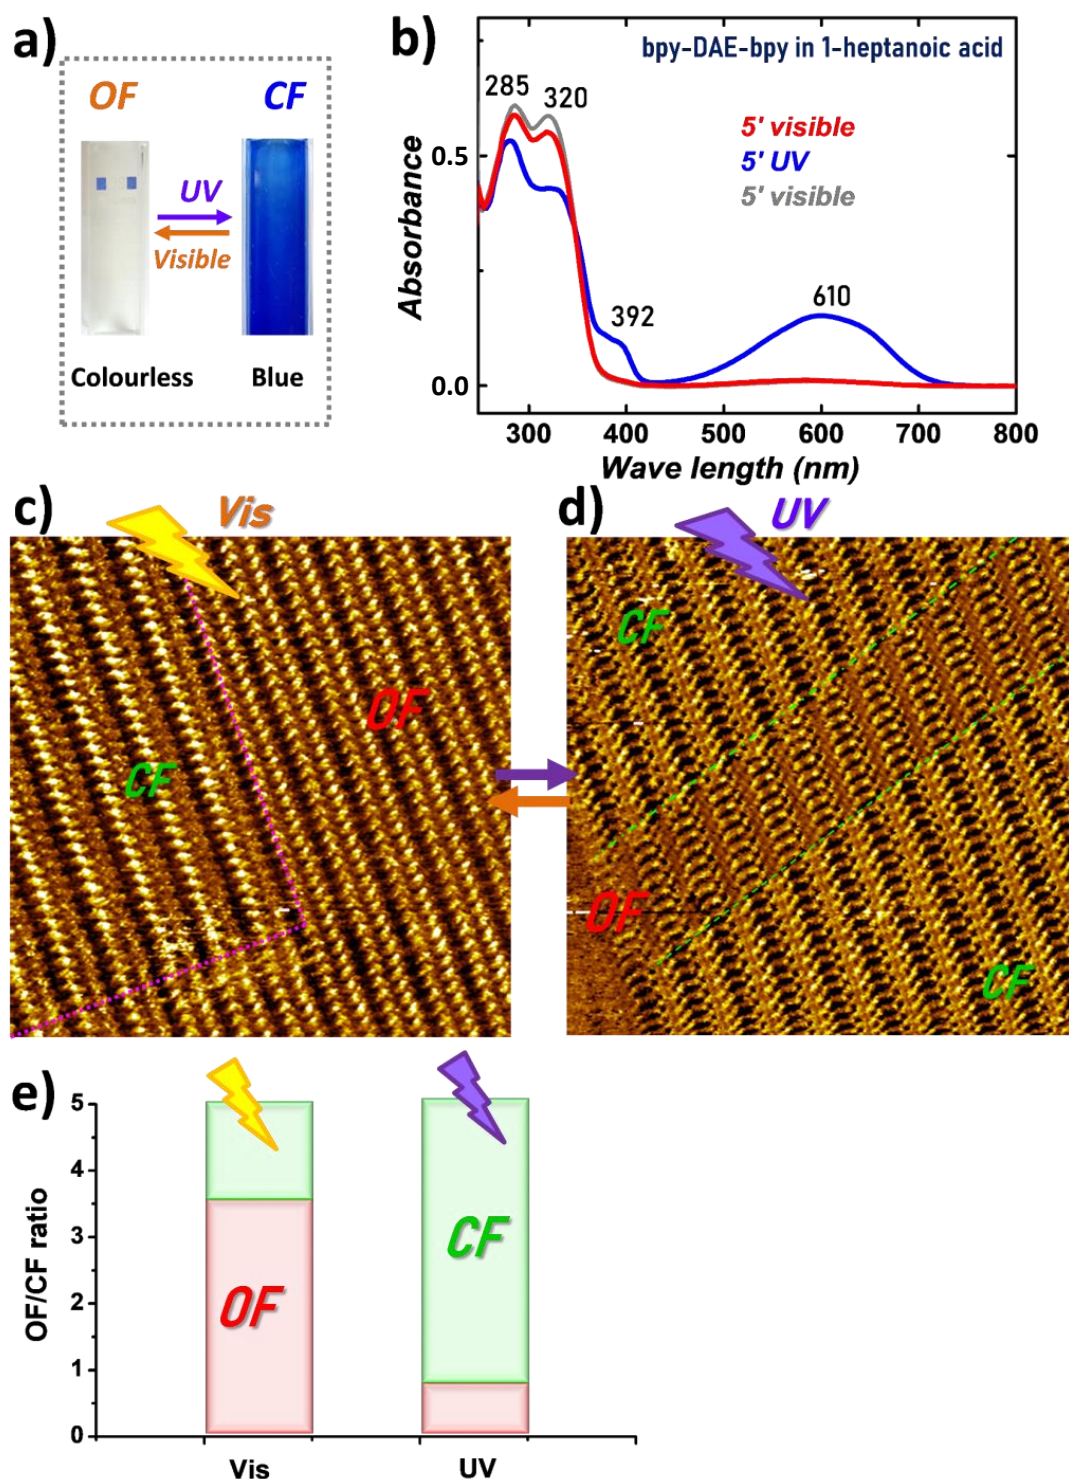 a)
OF
CF
UV
Visible
Colourless
Blue
b)
bpy-DAE-bpy in 1-heptanoic acid
285
320
5' visible
5' UV
5' visible
392
610
0.5
0.0
Absorbance
300
400
500
600
700
800
Wave length (nm)
c)
Vis
OF
CF
d)
UV
CF
OF
CF
e)
OF/CF ratio
5
4
3
2
1
0
OF
CF
Vis
UV